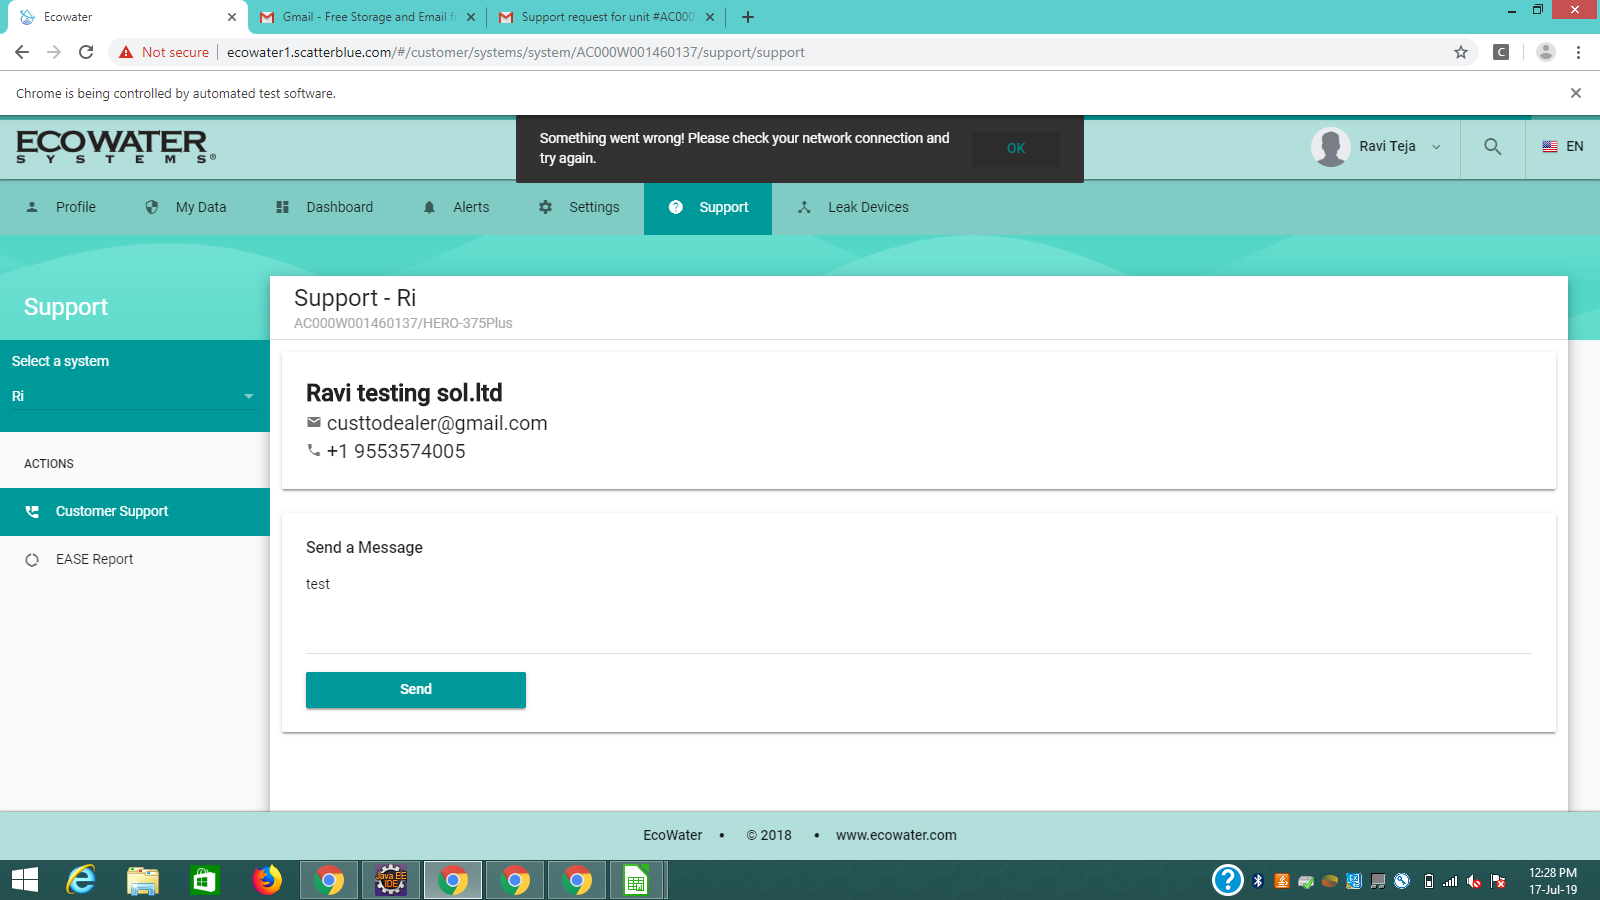 Ecowater
Gmail - Free Storage and Email f
Support request for unit #AC000
Not secure
ecowater1.scatterblue.com/#/customer/systems/system/AC000W001460137/support/support
C
Chrome is being controlled by automated test software.
ECOWATER
SYSTEMS®
Something went wrong! Please check your network connection and
try again.
OK
Ravi Teja
EN
Profile
My Data
Dashboard
Alerts
Settings
Support
Leak Devices
Support
Select a system
Ri
ACTIONS
Customer Support
EASE Report
Support - Ri
AC000W001460137/HERO-375Plus
Ravi testing sol.ltd
custtodealer@gmail.com
+1 9553574005
Send a Message
test
Send
EcoWater • © 2018 • www.ecowater.com
Java EE
IDE
12:28 PM
17-Jul-19